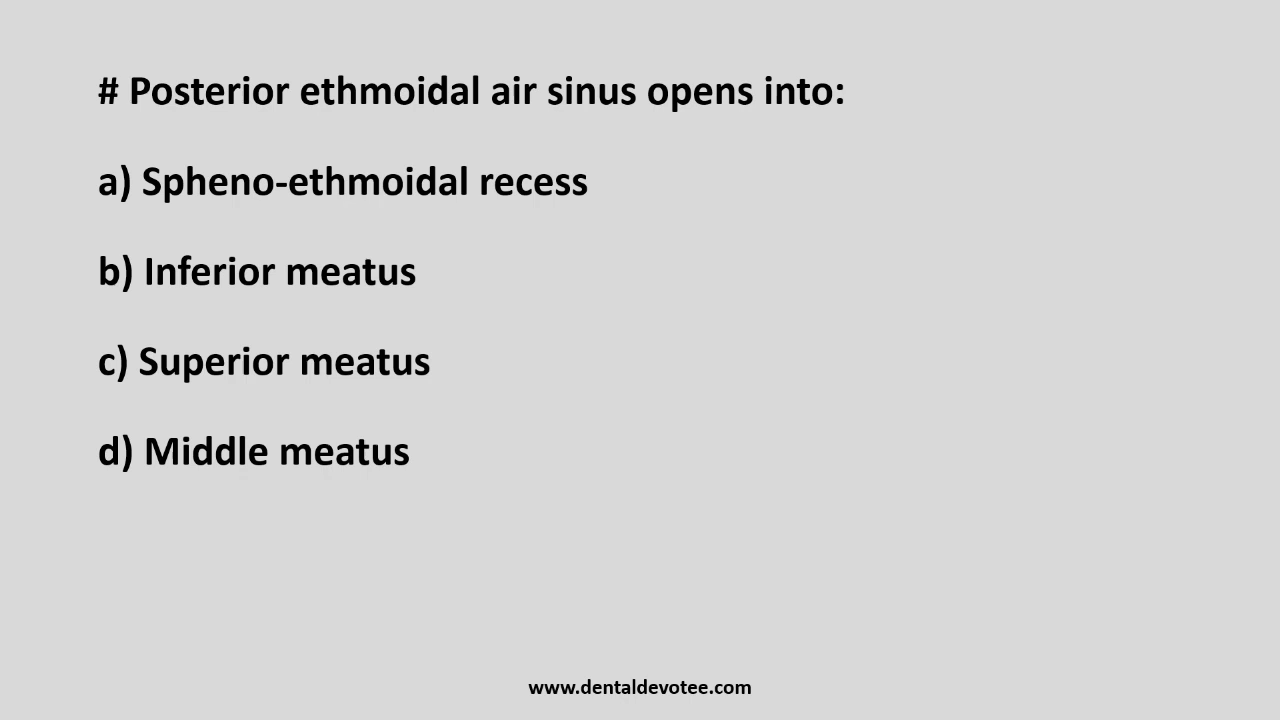 # Posterior ethmoidal air sinus opens into:
a) Spheno-ethmoidal recess
b) Inferior meatus
c) Superior meatus
d) Middle meatus
www.dentaldevotee.com